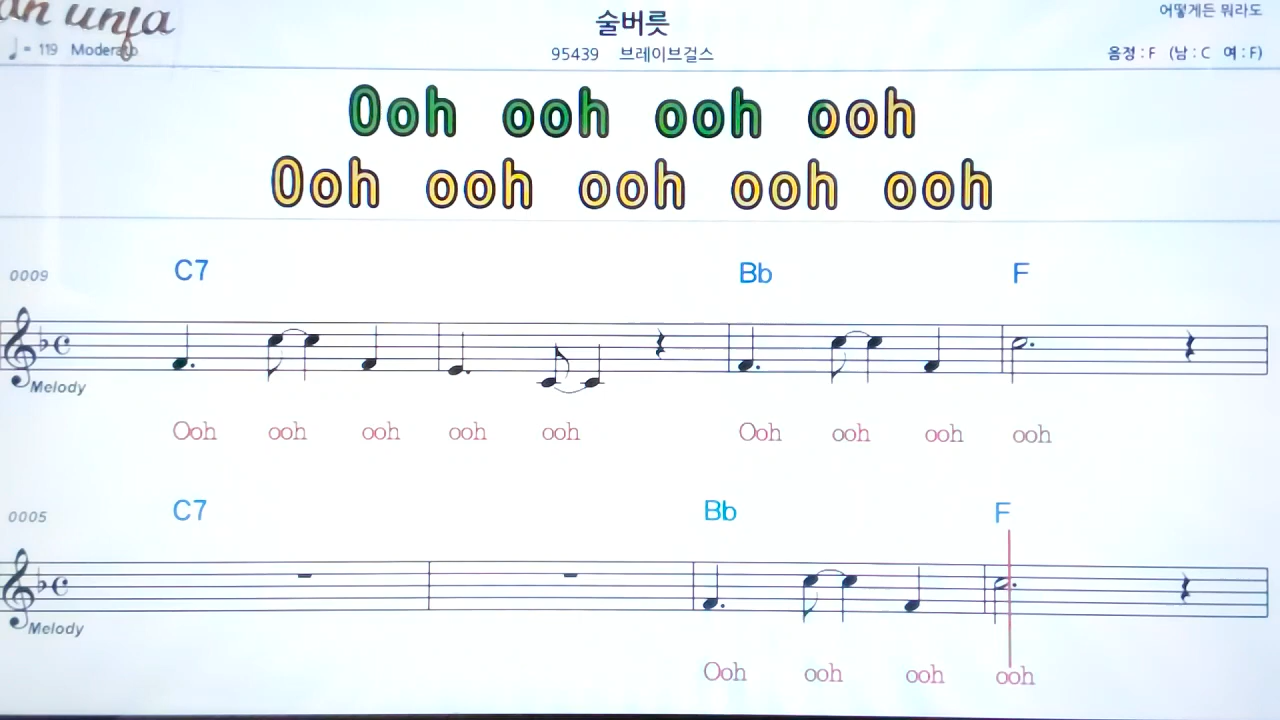 술버릇
어떻게든 뭐라도
♩= 119 Moderato
95439 브레이브걸스
음정 : F (남 : C 여 : F)
Ooh ooh ooh ooh
Ooh ooh ooh ooh ooh
0009 C7 Bb F
Melody
Ooh ooh ooh ooh ooh Ooh ooh ooh ooh
0005 C7 Bb F
Melody
Ooh ooh ooh ooh